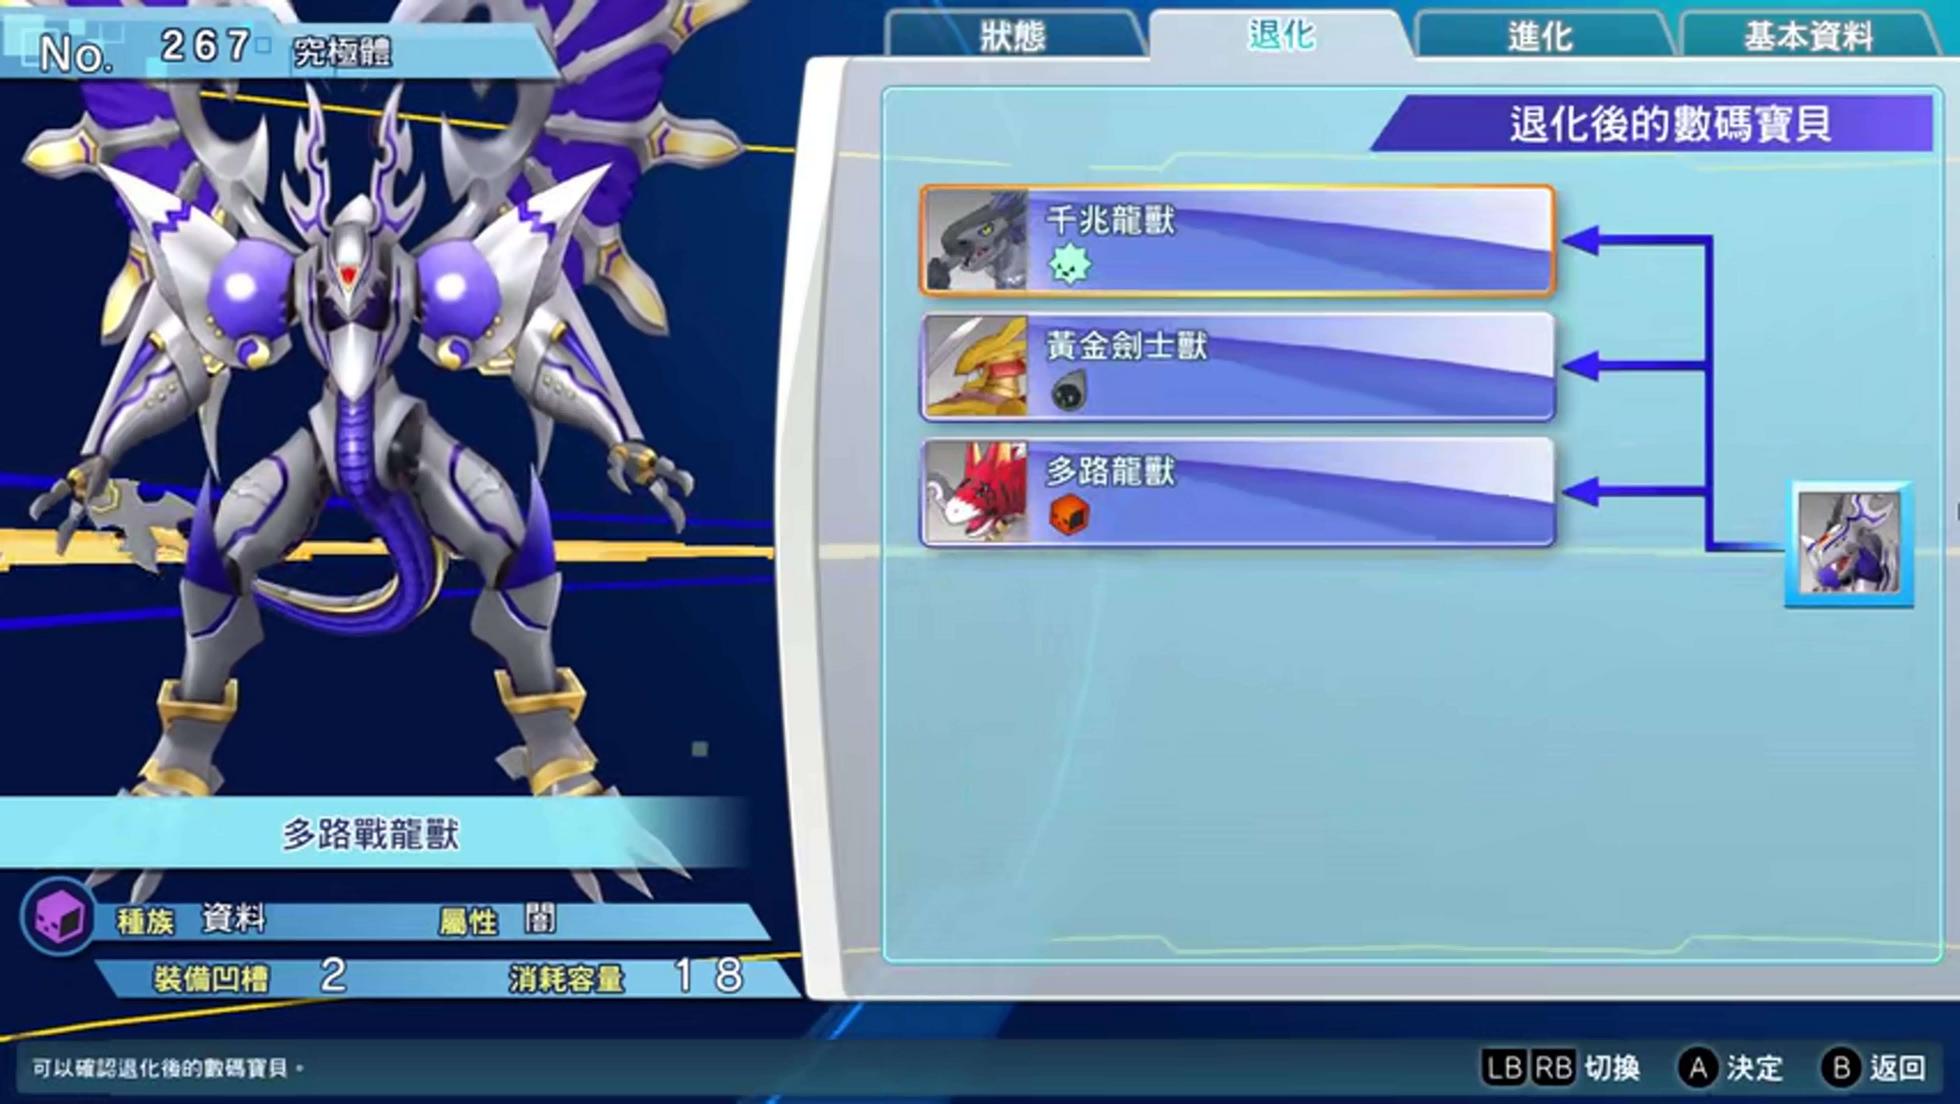 No. 267 究極體
狀態 退化 進化 基本資料
退化後的數碼寶貝
千兆龍獸
黃金劍士獸
多路龍獸
多路戰龍獸
種族 資料 屬性 闇
裝備凹槽 2 消耗容量 18
可以確認退化後的數碼寶貝。
LB RB 切換 A 決定 B 返回